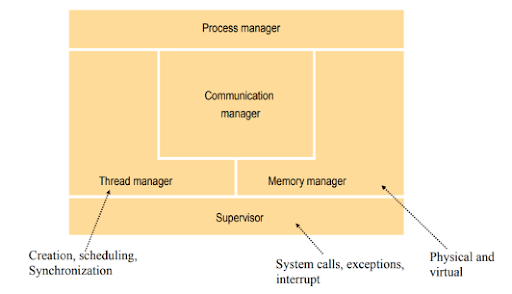 Process manager
Communication
manager
Thread manager
Memory manager
Supervisor
Creation, scheduling,
Synchronization
System calls, exceptions,
interrupt
Physical and
virtual